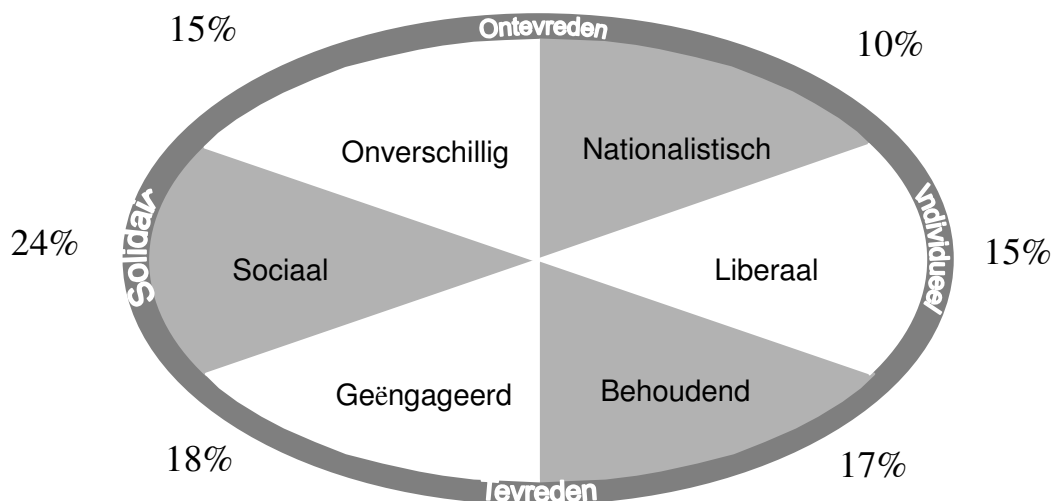 15%
Ontevreden
10%
Onverschillig
Nationalistisch
Solidair
24%
Sociaal
Liberaal
Individueel
15%
Geëngageerd
Behoudend
18%
Tevreden
17%